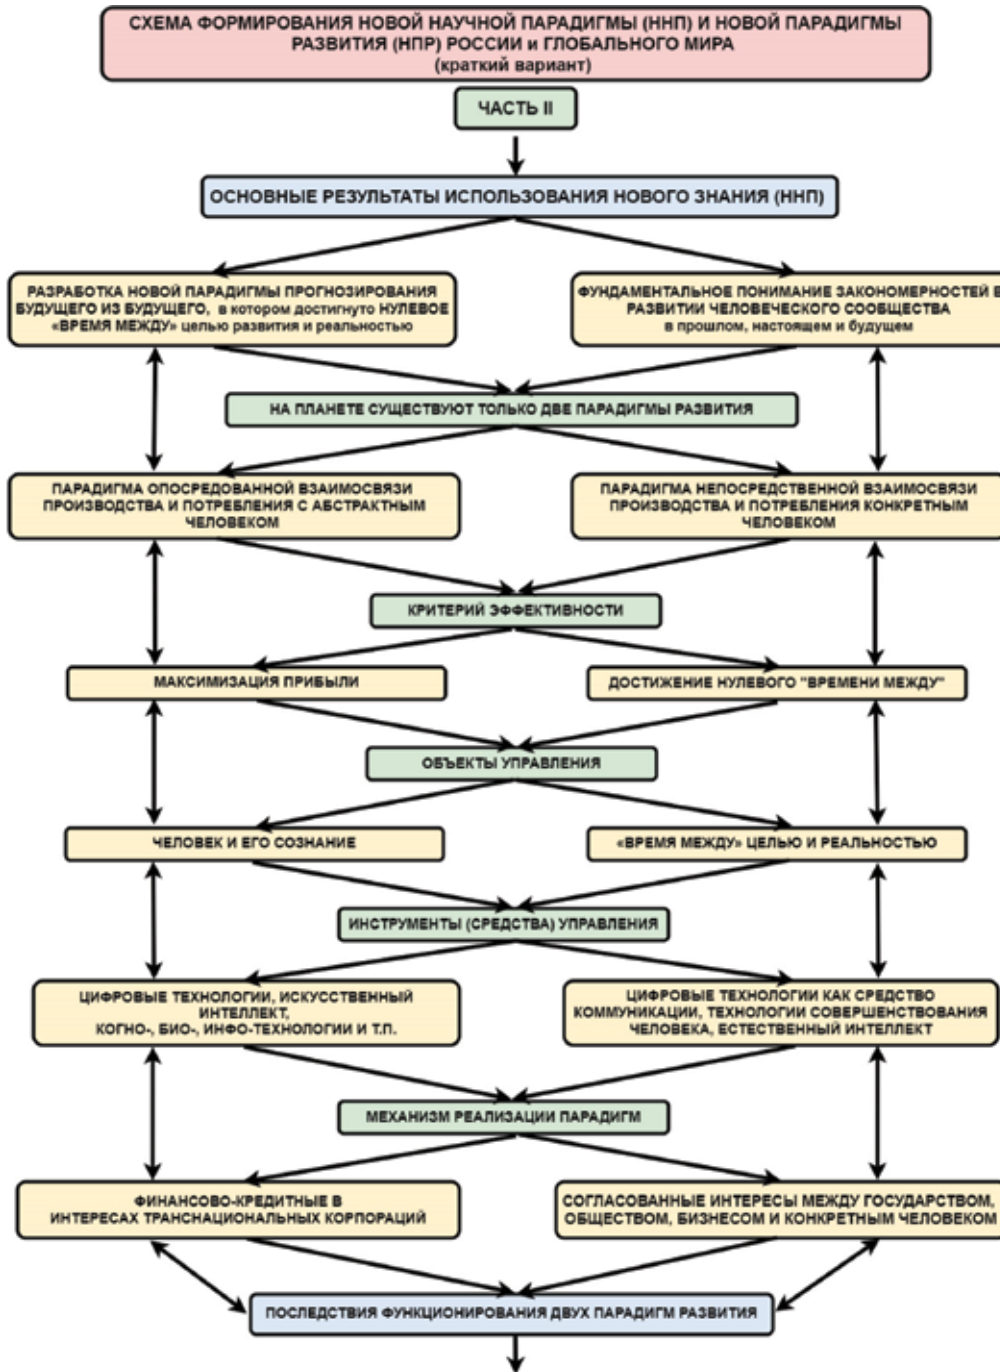 СХЕМА ФОРМИРОВАНИЯ НОВОЙ НАУЧНОЙ ПАРАДИГМЫ (ННП) И НОВОЙ ПАРАДИГМЫ
РАЗВИТИЯ (НПР) РОССИИ и ГЛОБАЛЬНОГО МИРА
(краткий вариант)
ЧАСТЬ II
ОСНОВНЫЕ РЕЗУЛЬТАТЫ ИСПОЛЬЗОВАНИЯ НОВОГО ЗНАНИЯ (ННП)
РАЗРАБОТКА НОВОЙ ПАРАДИГМЫ ПРОГНОЗИРОВАНИЯ
БУДУЩЕГО ИЗ БУДУЩЕГО, в котором достигнуто НУЛЕВОЕ
«ВРЕМЯ МЕЖДУ» целью развития и реальностью
ФУНДАМЕНТАЛЬНОЕ ПОНИМАНИЕ ЗАКОНОМЕРНОСТЕЙ В
РАЗВИТИИ ЧЕЛОВЕЧЕСКОГО СООБЩЕСТВА
в прошлом, настоящем и будущем
НА ПЛАНЕТЕ СУЩЕСТВУЮТ ТОЛЬКО ДВЕ ПАРАДИГМЫ РАЗВИТИЯ
ПАРАДИГМА ОПОСРЕДОВАННОЙ ВЗАИМОСВЯЗИ
ПРОИЗВОДСТВА И ПОТРЕБЛЕНИЯ С АБСТРАКТНЫМ
ЧЕЛОВЕКОМ
ПАРАДИГМА НЕПОСРЕДСТВЕННОЙ ВЗАИМОСВЯЗИ
ПРОИЗВОДСТВА И ПОТРЕБЛЕНИЯ КОНКРЕТНЫМ
ЧЕЛОВЕКОМ
КРИТЕРИЙ ЭФФЕКТИВНОСТИ
МАКСИМИЗАЦИЯ ПРИБЫЛИ
ДОСТИЖЕНИЕ НУЛЕВОГО "ВРЕМЕНИ МЕЖДУ"
ОБЪЕКТЫ УПРАВЛЕНИЯ
ЧЕЛОВЕК И ЕГО СОЗНАНИЕ
«ВРЕМЯ МЕЖДУ» ЦЕЛЬЮ И РЕАЛЬНОСТЬЮ
ИНСТРУМЕНТЫ (СРЕДСТВА) УПРАВЛЕНИЯ
ЦИФРОВЫЕ ТЕХНОЛОГИИ, ИСКУССТВЕННЫЙ
ИНТЕЛЛЕКТ,
КОГНО-, БИО-, ИНФО-ТЕХНОЛОГИИ И Т.П.
ЦИФРОВЫЕ ТЕХНОЛОГИИ КАК СРЕДСТВО
КОММУНИКАЦИИ, ТЕХНОЛОГИИ СОВЕРШЕНСТВОВАНИЯ
ЧЕЛОВЕКА, ЕСТЕСТВЕННЫЙ ИНТЕЛЛЕКТ
МЕХАНИЗМ РЕАЛИЗАЦИИ ПАРАДИГМ
ФИНАНСОВО-КРЕДИТНЫЕ В
ИНТЕРЕСАХ ТРАНСНАЦИОНАЛЬНЫХ КОРПОРАЦИЙ
СОГЛАСОВАННЫЕ ИНТЕРЕСЫ МЕЖДУ ГОСУДАРСТВОМ,
ОБЩЕСТВОМ, БИЗНЕСОМ И КОНКРЕТНЫМ ЧЕЛОВЕКОМ
ПОСЛЕДСТВИЯ ФУНКЦИОНИРОВАНИЯ ДВУХ ПАРАДИГМ РАЗВИТИЯ